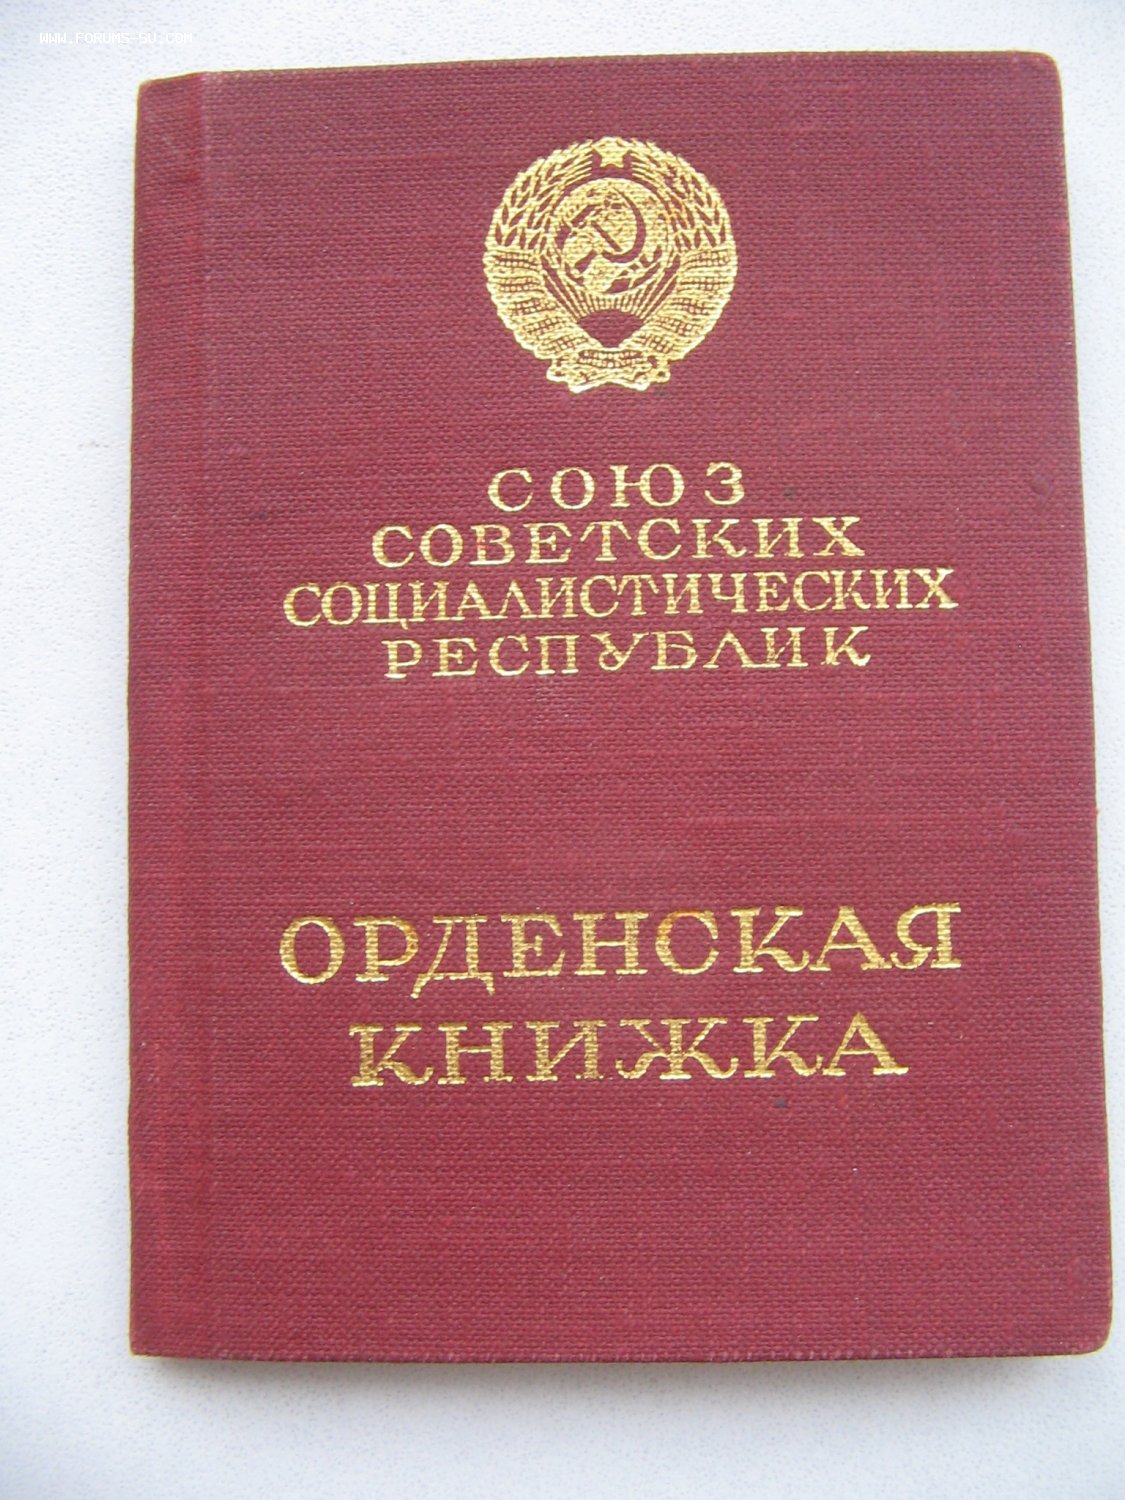 WWW.FORUMS-SU.COM
СОЮЗ
СОВЕТСКИХ
СОЦИАЛИСТИЧЕСКИХ
РЕСПУБЛИК
ОРДЕНСКАЯ
КНИЖКА